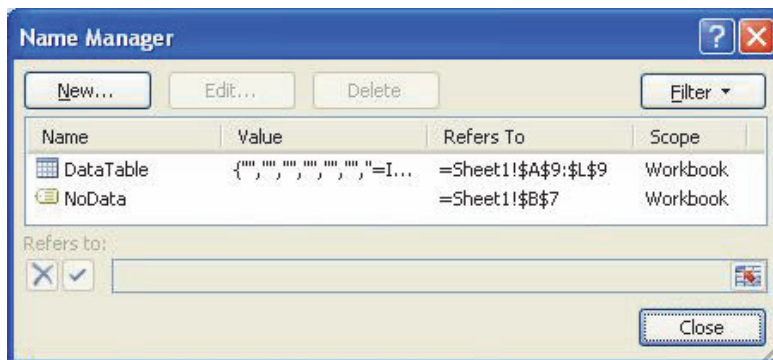 Name Manager
New... Edit... Delete Filter
Name Value Refers To Scope
DataTable {"","","","","","","=I... =Sheet1!$A$9:$L$9 Workbook
NoData =Sheet1!$B$7 Workbook
Refers to:
Close